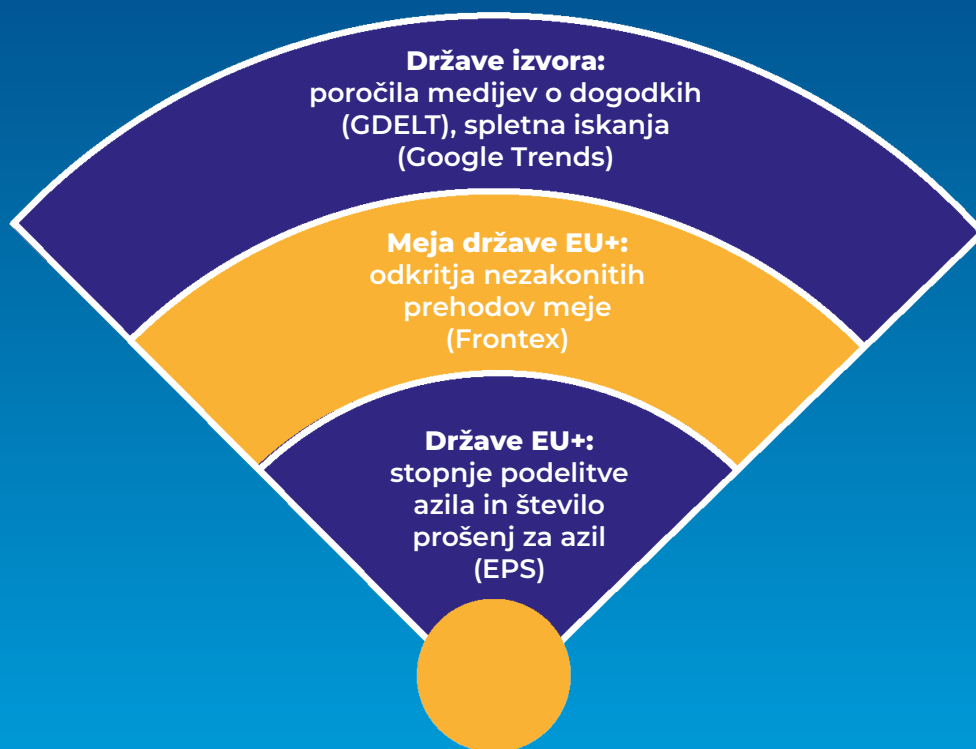 Države izvora:
poročila medijev o dogodkih
(GDELT), spletna iskanja
(Google Trends)
Meja države EU+:
odkritja nezakonitih
prehodov meje
(Frontex)
Države EU+:
stopnje podelitve
azila in število
prošenj za azil
(EPS)